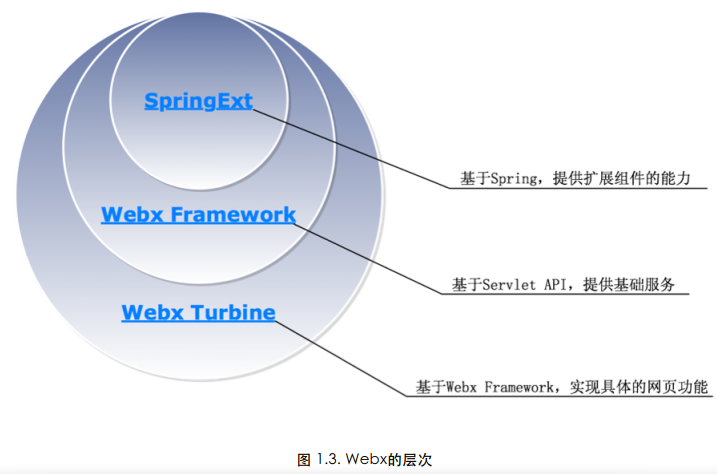 SpringExt
基于Spring，提供扩展组件的能力
Webx Framework
基于Servlet API，提供基础服务
Webx Turbine
基于Webx Framework，实现具体的网页功能
图 1.3. Webx的层次